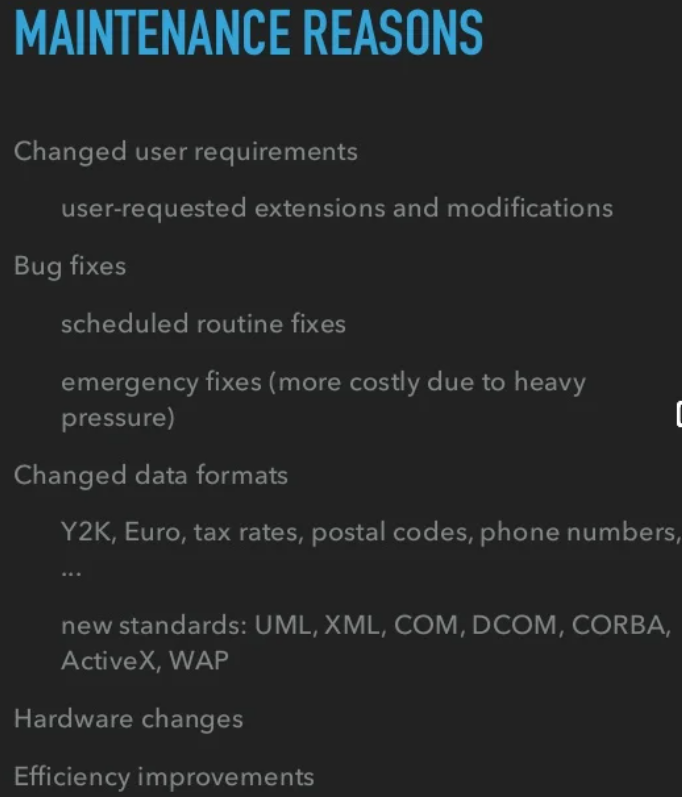 MAINTENANCE REASONS
Changed user requirements
user-requested extensions and modifications
Bug fixes
scheduled routine fixes
emergency fixes (more costly due to heavy
pressure)
Changed data formats
Y2K, Euro, tax rates, postal codes, phone numbers,
...
new standards: UML, XML, COM, DCOM, CORBA,
ActiveX, WAP
Hardware changes
Efficiency improvements